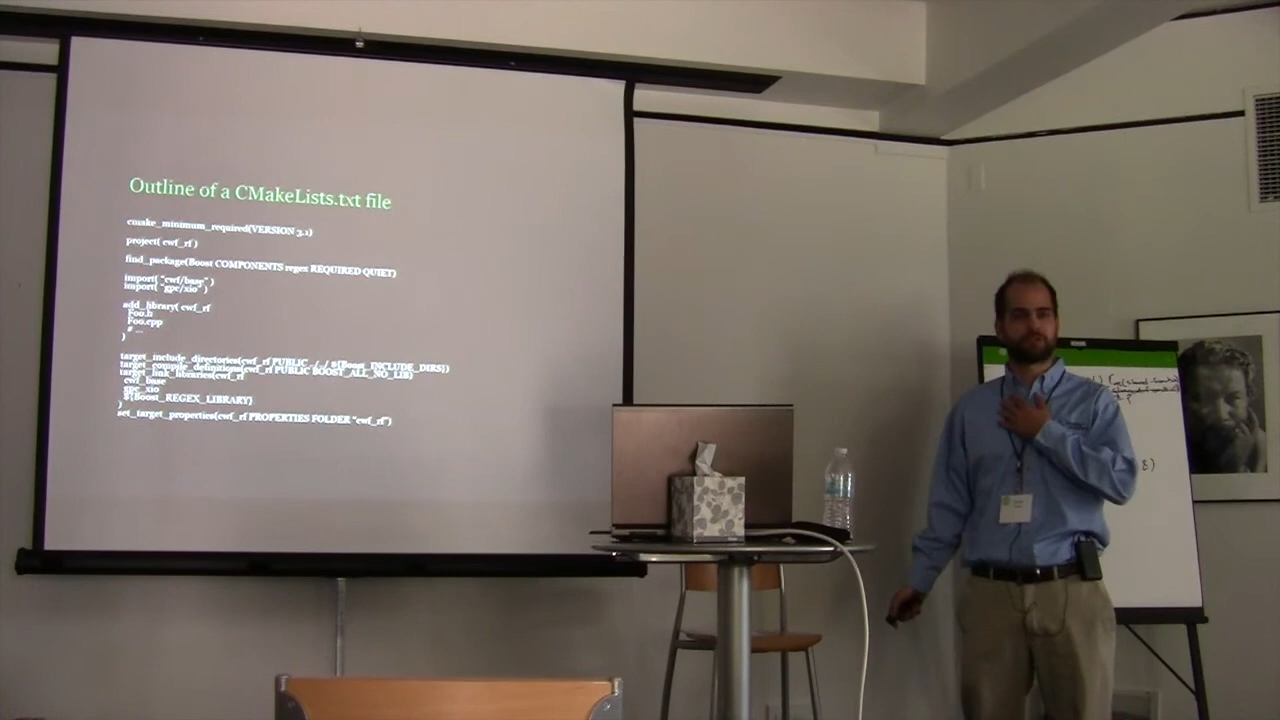 Outline of a CMakeLists.txt file
cmake_minimum_required(VERSION 3.1)
project( cwf_rf )
find_package(Boost COMPONENTS regex REQUIRED QUIET)
import( "cwf/base" )
import( "gpc/xio" )
add_library( cwf_rf
Foo.h
Foo.cpp
# ...
)
target_include_directories(cwf_rf PUBLIC ../../ ${Boost_INCLUDE_DIRS})
target_compile_definitions(cwf_rf PUBLIC BOOST_ALL_NO_LIB)
target_link_libraries(cwf_rf
cwf_base
gpc_xio
${Boost_REGEX_LIBRARY}
)
set_target_properties(cwf_rf PROPERTIES FOLDER "cwf_rf")